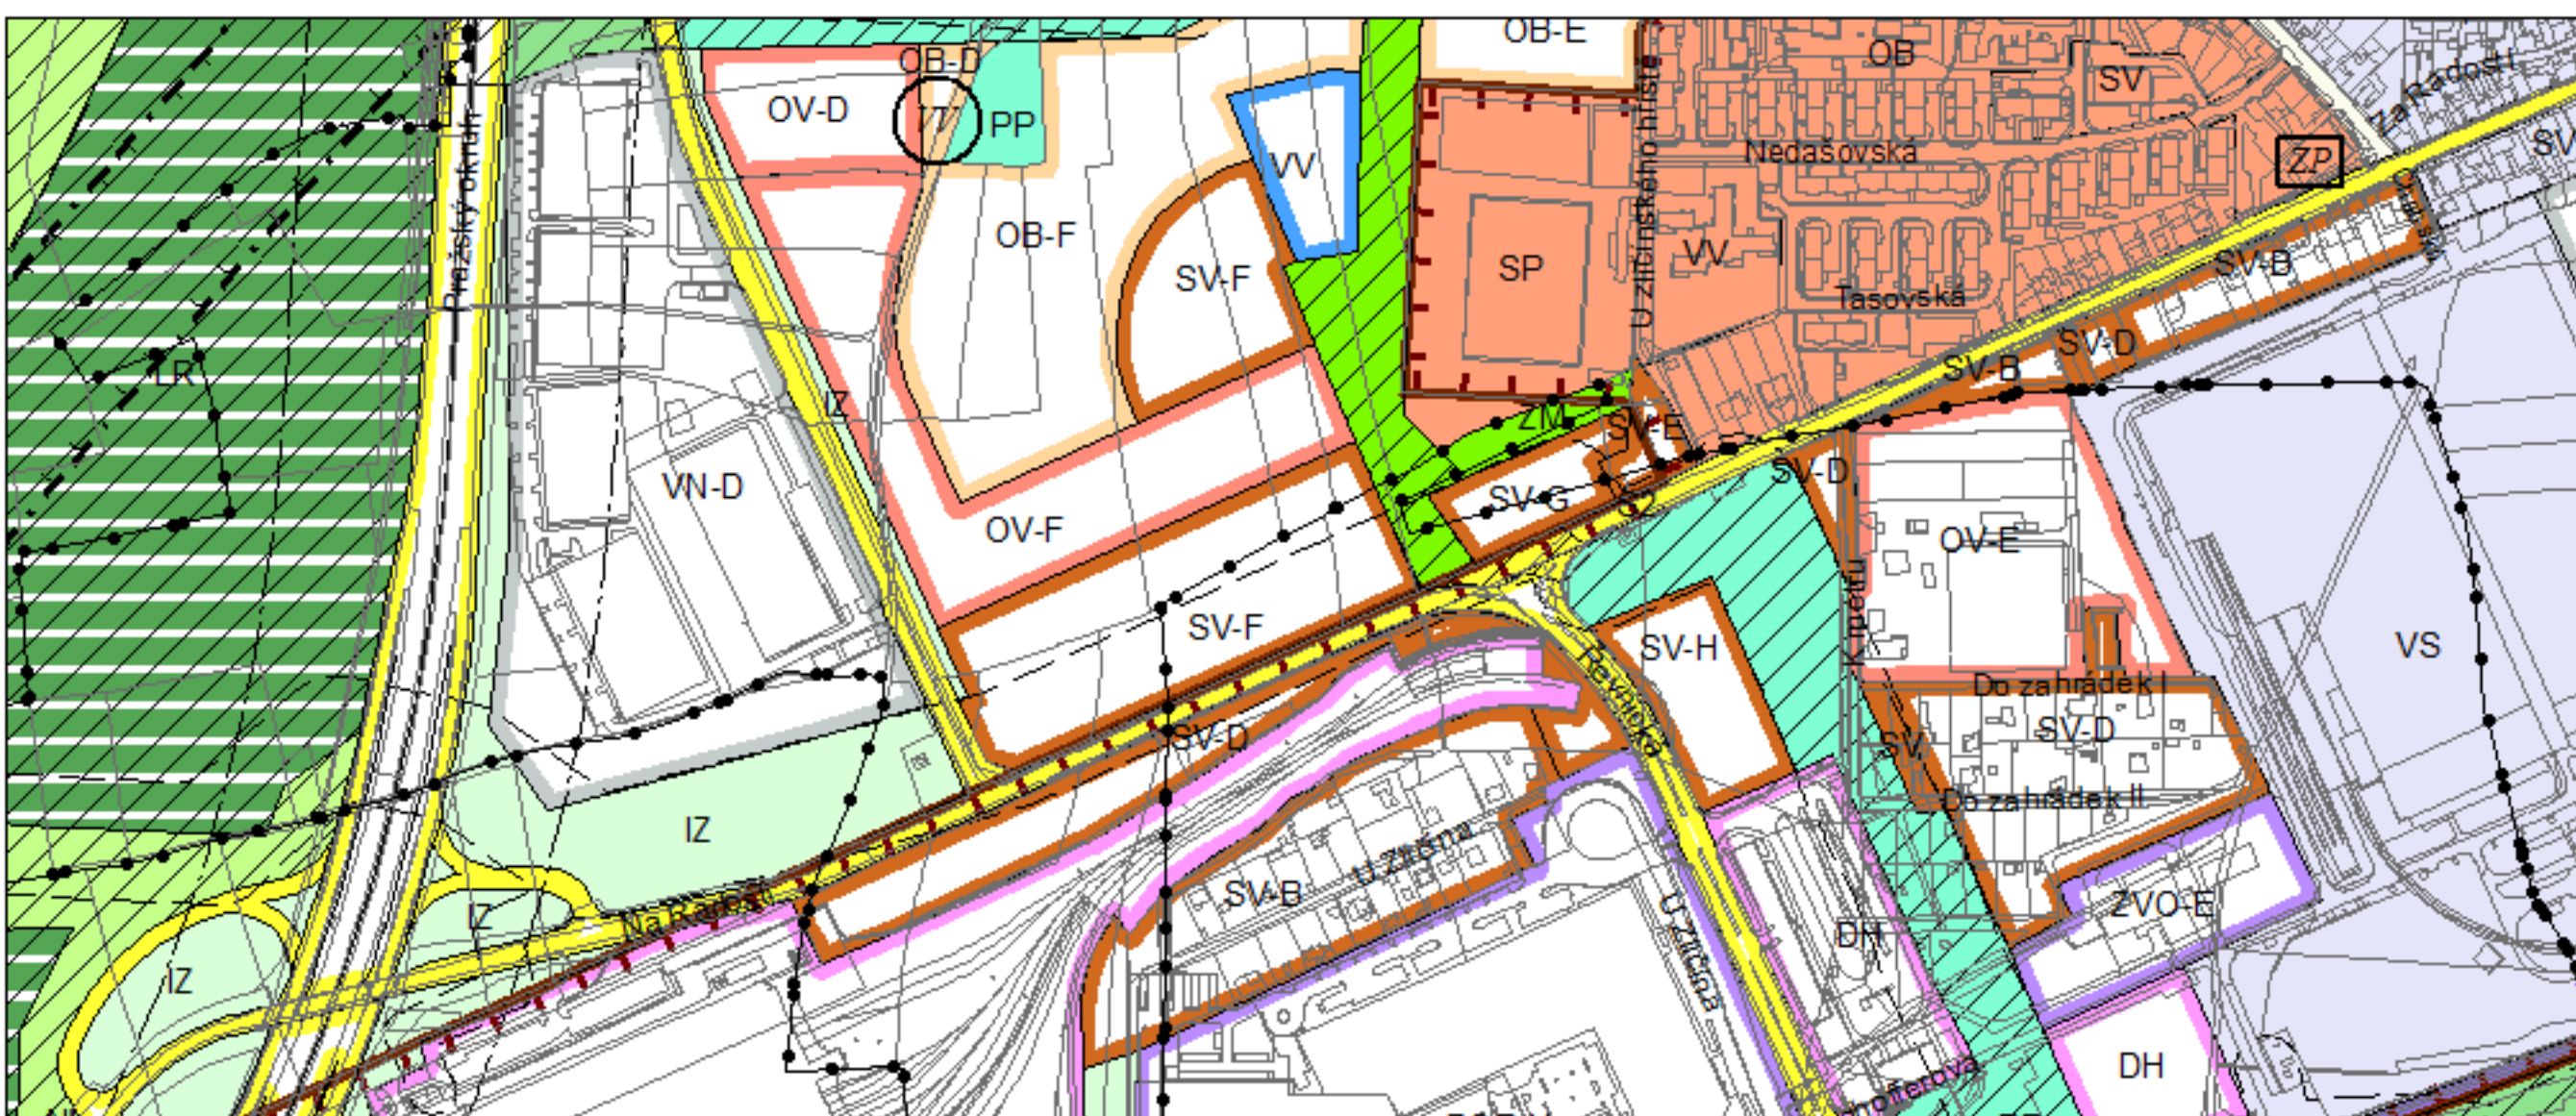 OB-E
OB
OB-D
SV
Za Radostí
OV-D
VT
PP
Pražský okruh
U zličínského hřiště
Nedašovská
ZP
SV
VV
OB-F
SV-F
SP
VV
SV-B
Tasovská
SV-D
SV-B
LR
IZ
ZM
SV-E
VN-D
SV-G
S2
SV-D
OV-F
OV-E
SV-F
SV-H
K metru
VS
Řevnická
Do zahrádek I
SV-D
SV
SV-D
IZ
Do zahrádek II
U Zličína
SV-B
Na Radosti
IZ
U Zličína
ZVO-E
DH
IZ
DH